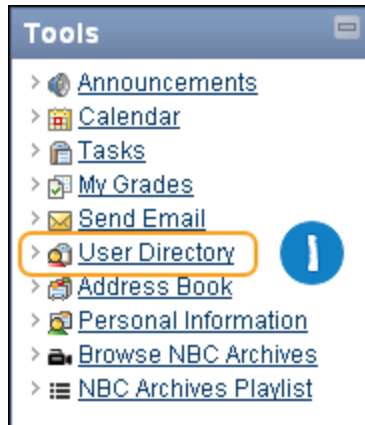 Tools
Announcements
Calendar
Tasks
My Grades
Send Email
User Directory
1
Address Book
Personal Information
Browse NBC Archives
NBC Archives Playlist